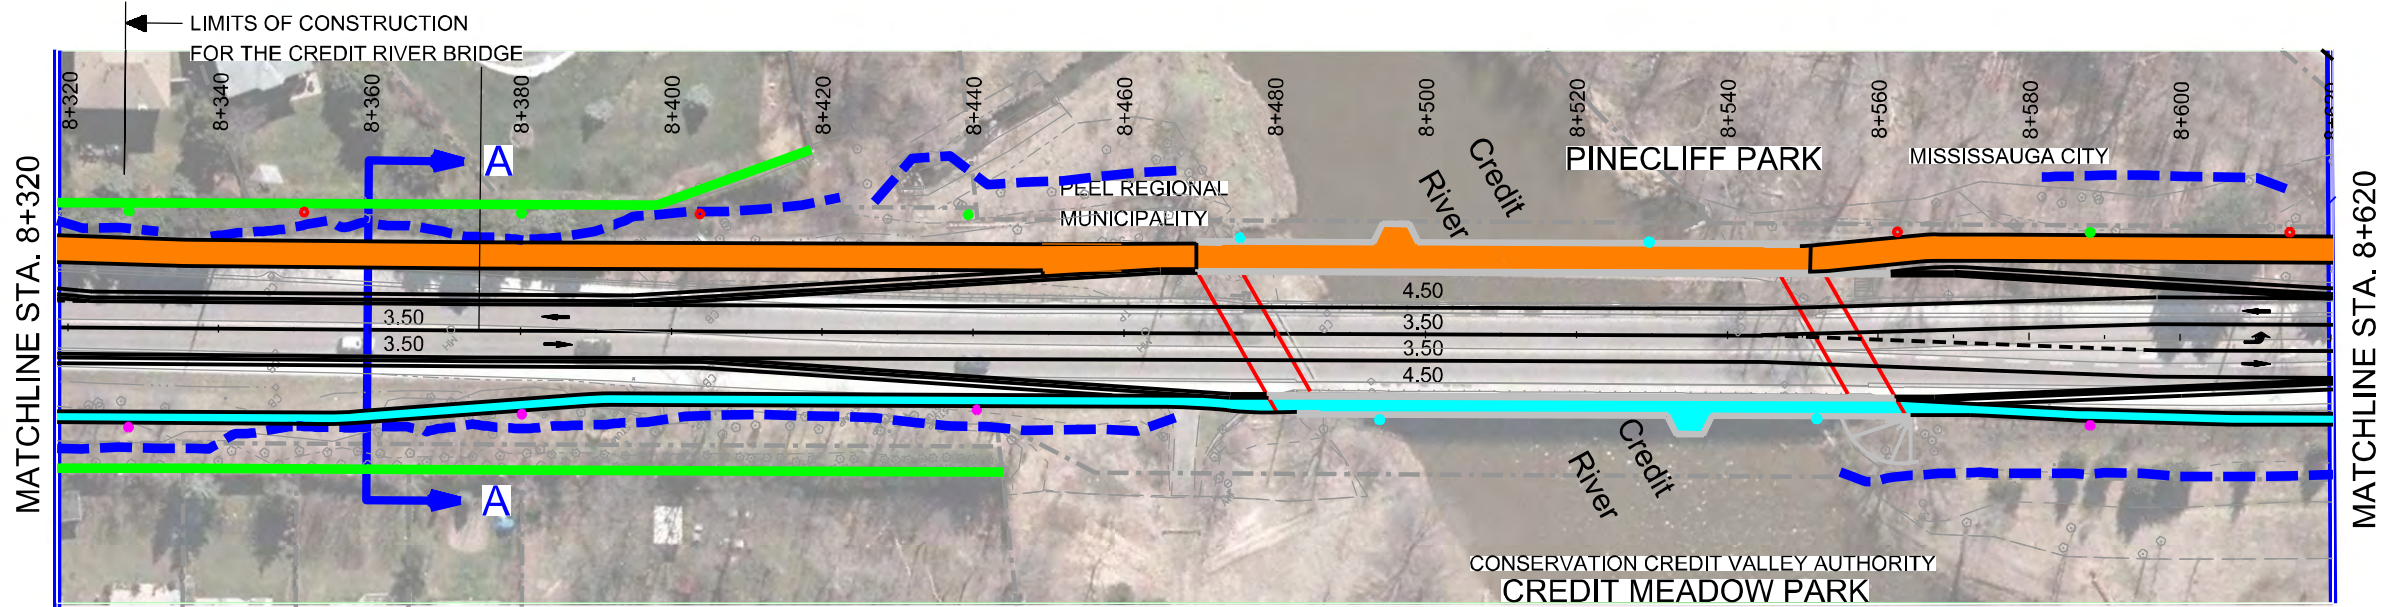 LIMITS OF CONSTRUCTION
FOR THE CREDIT RIVER BRIDGE
8+320
8+340
8+360
8+380
8+400
8+420
8+440
8+460
8+480
8+500
8+520
8+540
8+560
8+580
8+600
8+620
MATCHLINE STA. 8+320
MATCHLINE STA. 8+620
A
PEEL REGIONAL
MUNICIPALITY
Credit
River
PINECLIFF PARK
MISSISSAUGA CITY
3.50
3.50
4.50
3.50
3.50
4.50
A
Credit
River
CONSERVATION CREDIT VALLEY AUTHORITY
CREDIT MEADOW PARK